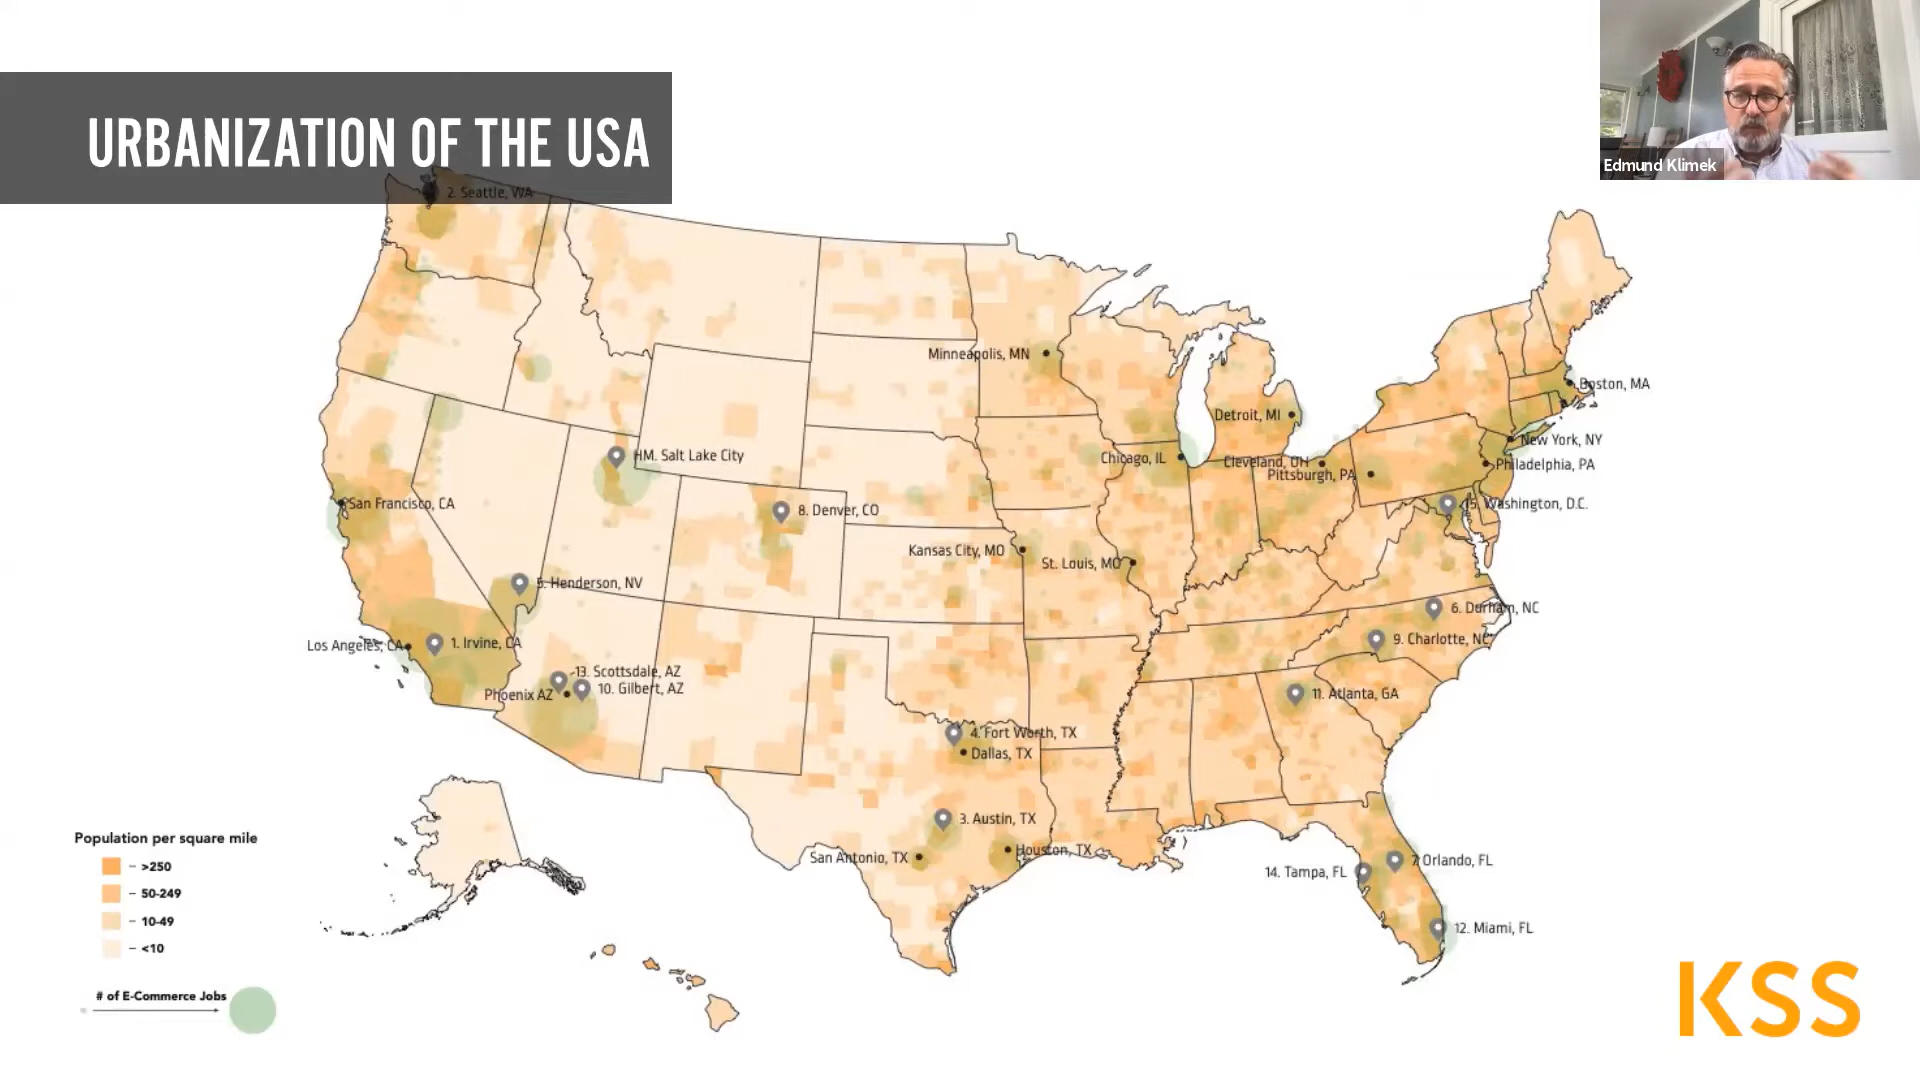 Edmund Klimek
URBANIZATION OF THE USA
2. Seattle, WA
Minneapolis, MN
Boston, MA
Detroit, MI
New York, NY
HM. Salt Lake City
Chicago, IL
Cleveland, OH
Philadelphia, PA
Pittsburgh, PA
San Francisco, CA
8. Denver, CO
15. Washington, D.C.
Kansas City, MO
St. Louis, MO
5. Henderson, NV
6. Durham, NC
Los Angeles, CA
1. Irvine, CA
9. Charlotte, NC
13. Scottsdale, AZ
Phoenix AZ
10. Gilbert, AZ
11. Atlanta, GA
4. Fort Worth, TX
Dallas, TX
3. Austin, TX
San Antonio, TX
Houston, TX
7. Orlando, FL
14. Tampa, FL
12. Miami, FL
Population per square mile
– >250
– 50-249
– 10-49
– <10
# of E-Commerce Jobs
KSS